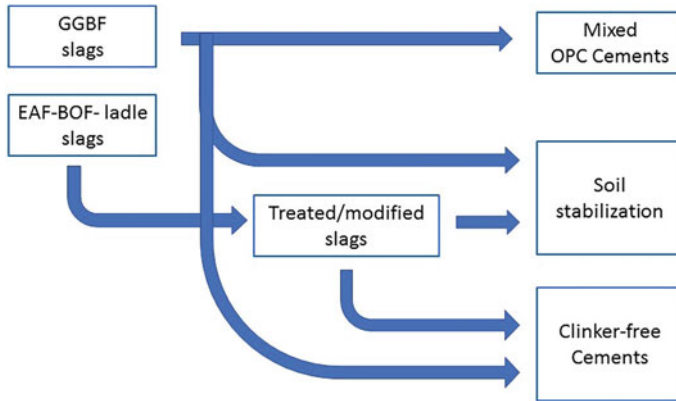 GGBF
slags
Mixed
OPC Cements
EAF-BOF- ladle
slags
Soil
stabilization
Treated/modified
slags
Clinker-free
Cements